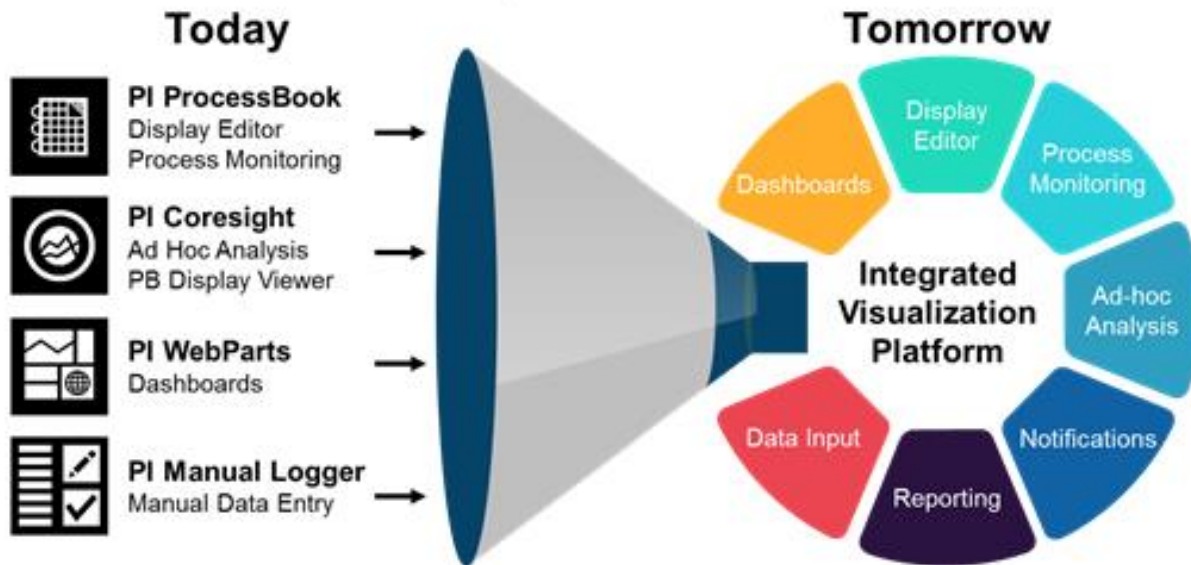 Today
PI ProcessBook
Display Editor
Process Monitoring
PI Coresight
Ad Hoc Analysis
PB Display Viewer
PI WebParts
Dashboards
PI Manual Logger
Manual Data Entry
Tomorrow
Display
Editor
Process
Monitoring
Ad-hoc
Analysis
Notifications
Reporting
Data Input
Dashboards
Integrated
Visualization
Platform